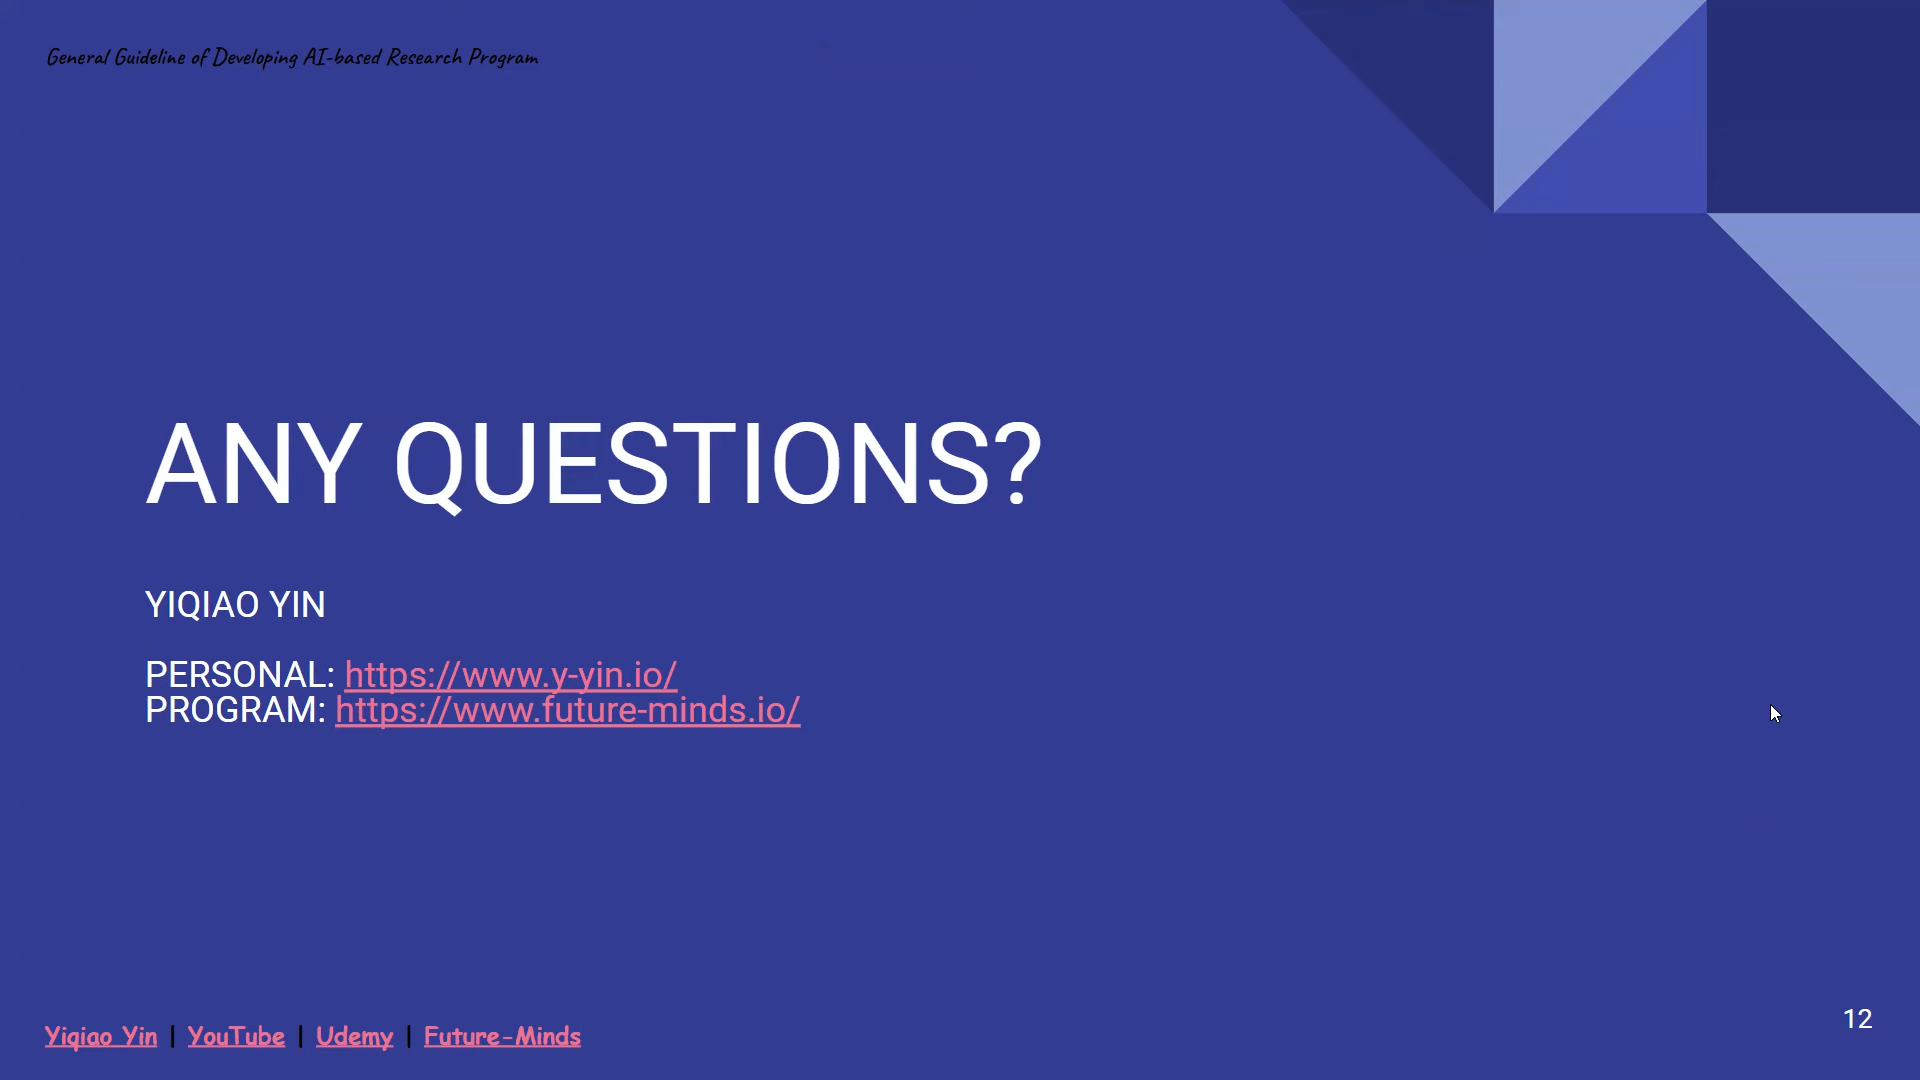 General Guideline of Developing AI-based Research Program
ANY QUESTIONS?
YIQIAO YIN
PERSONAL: https://www.y-yin.io/
PROGRAM: https://www.future-minds.io/
Yiqiao Yin | YouTube | Udemy | Future-Minds
12